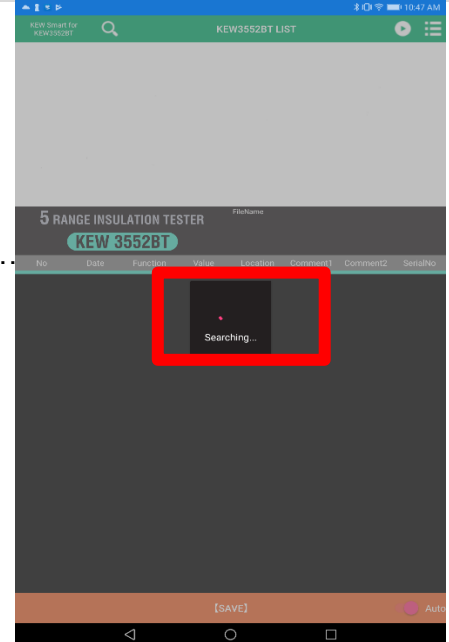 10:47 AM
KEW Smart for
KEW3552BT
KEW3552BT LIST
5 RANGE INSULATION TESTER
FileName
KEW 3552BT
..
No Date Function Value Location Comment1 Comment2 SerialNo
Searching...
【SAVE】
Auto